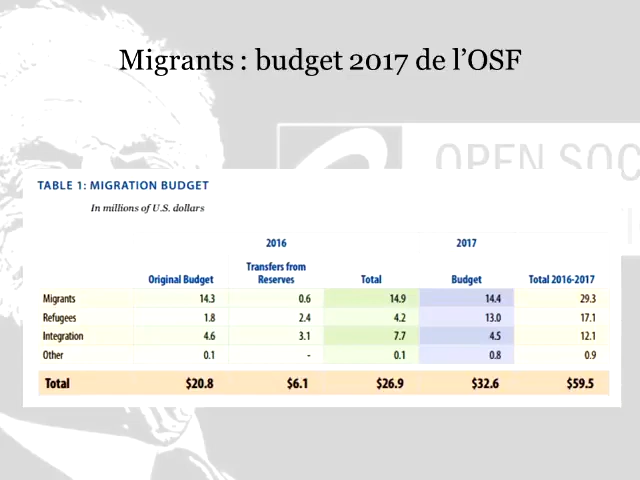 Migrants : budget 2017 de l’OSF
OPEN SOC
TABLE 1: MIGRATION BUDGET
In millions of U.S. dollars
2016 2017
Original Budget Transfers from Reserves Total Budget Total 2016-2017
Migrants 14.3 0.6 14.9 14.4 29.3
Refugees 1.8 2.4 4.2 13.0 17.1
Integration 4.6 3.1 7.7 4.5 12.1
Other 0.1 - 0.1 0.8 0.9
Total $20.8 $6.1 $26.9 $32.6 $59.5